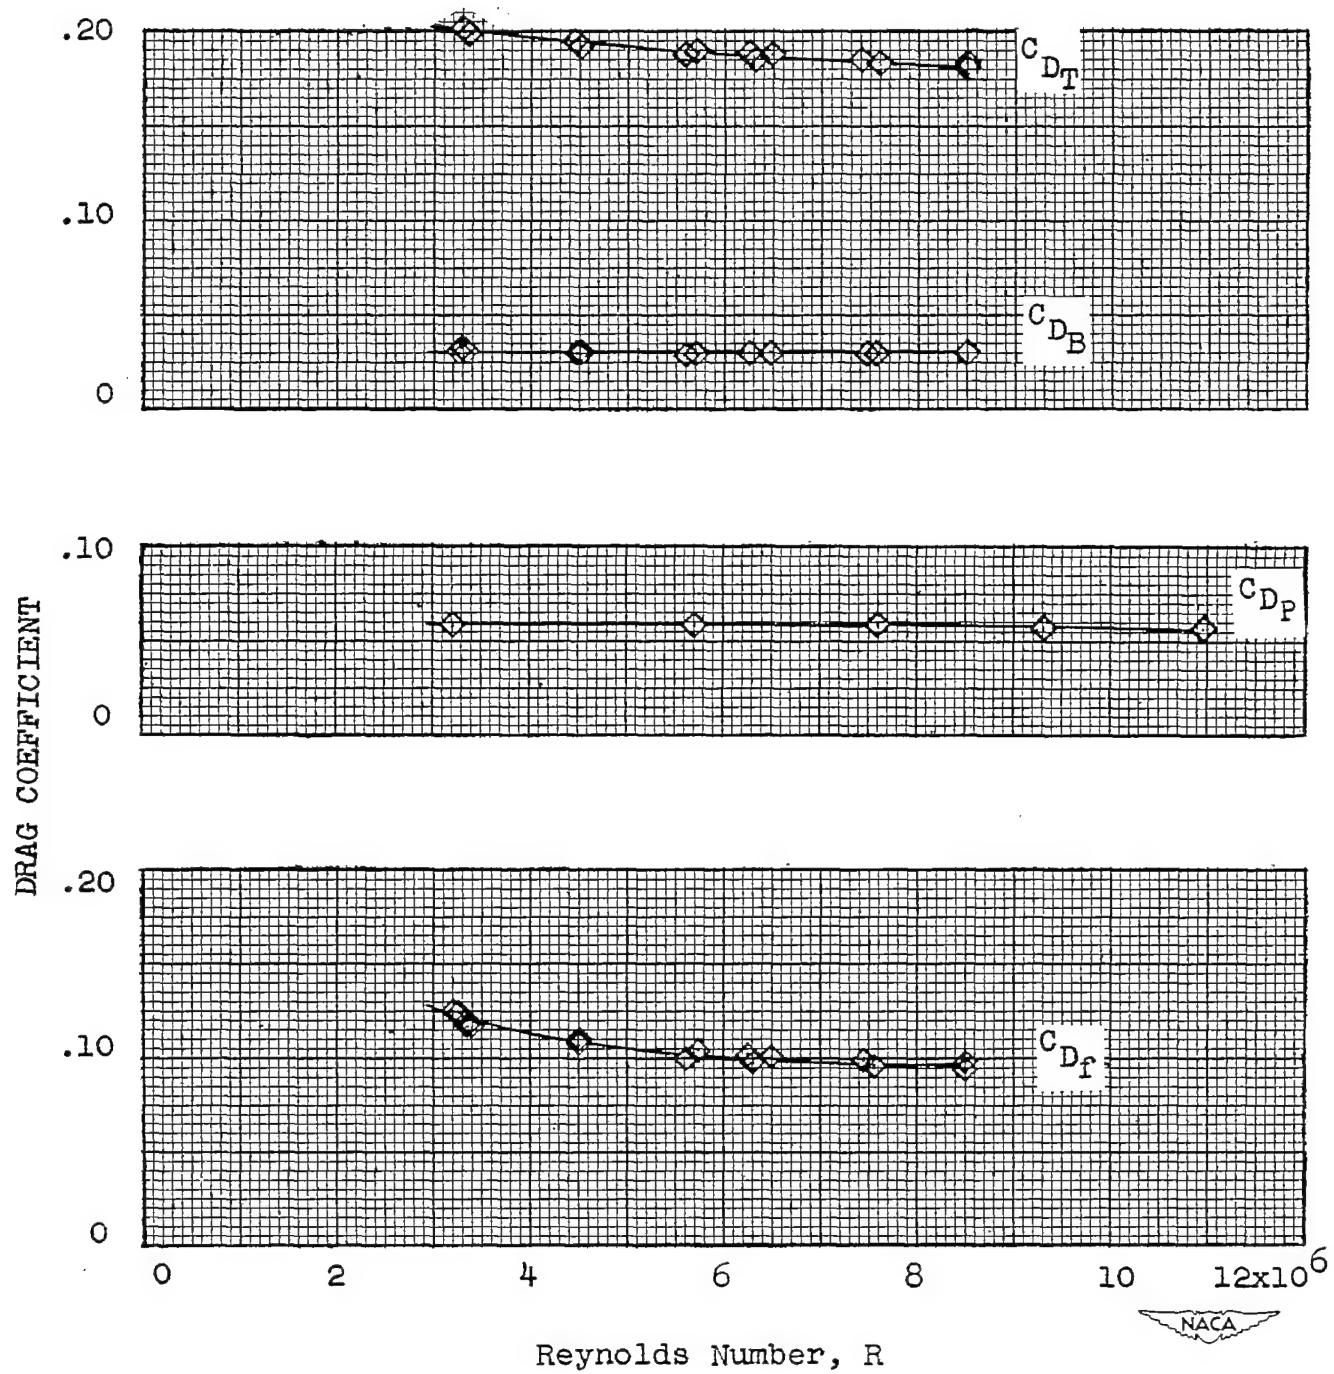 .20
C_{D_T}
.10
C_{D_B}
0
.10
C_{D_P}
0
DRAG COEFFICIENT
.20
.10
C_{D_f}
0
0 2 4 6 8 10 12x10^6
NACA
Reynolds Number, R